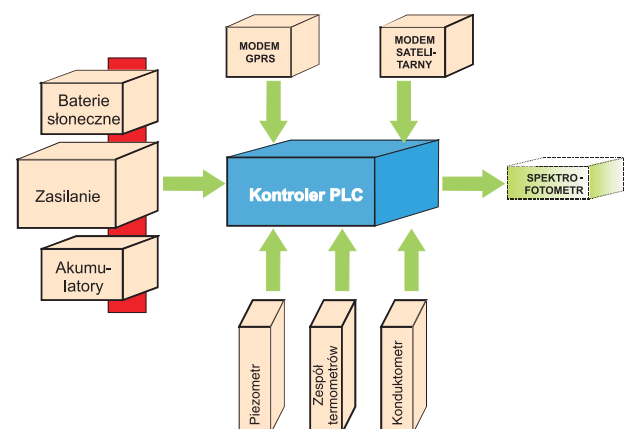 MODEM
GPRS
MODEM
SATELI-
TARNY
Baterie
słoneczne
Zasilanie
Akumu-
latory
Kontroler PLC
SPEKTRO-
FOTOMETR
Piezometr
Zespół
termometrów
Konduktometr